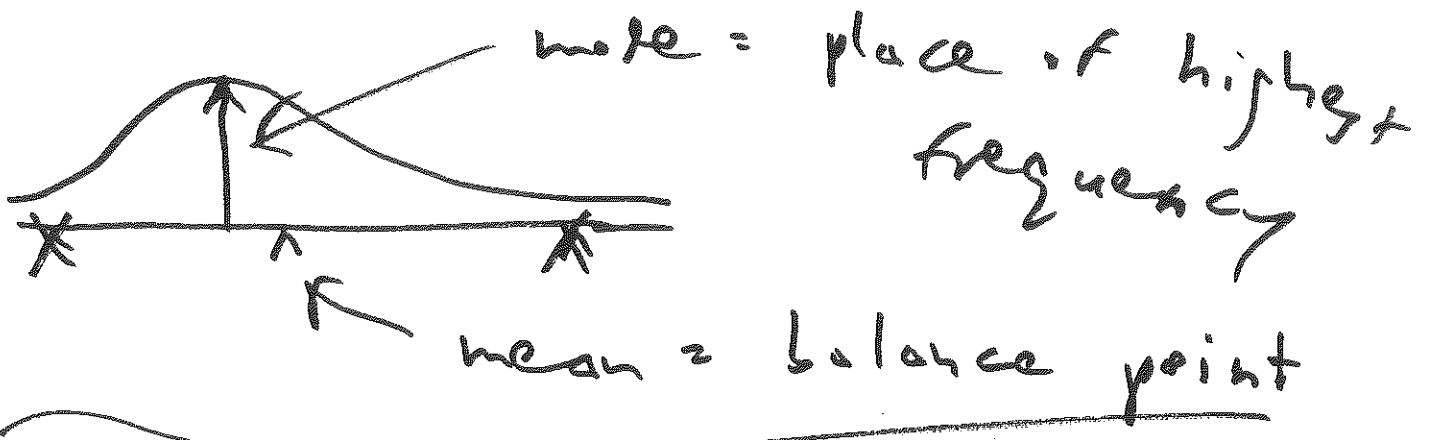 mode = place of highest
frequency
mean = balance point